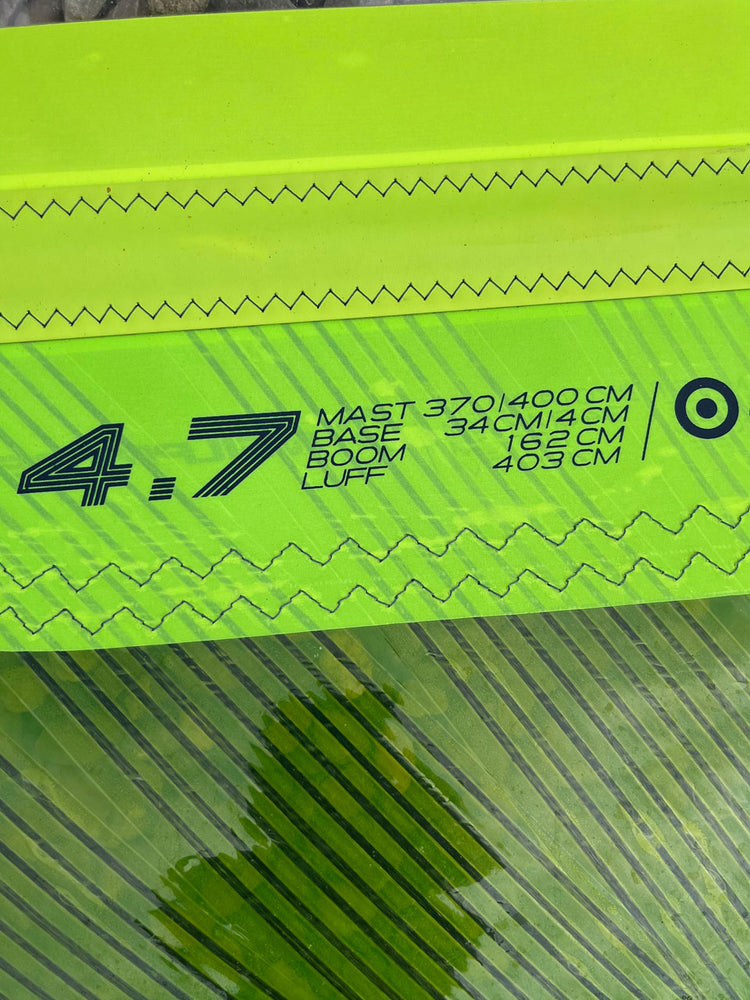 4.7
MAST 370|400 CM
BASE 34CM|4CM
BOOM 162 CM
LUFF 403 CM